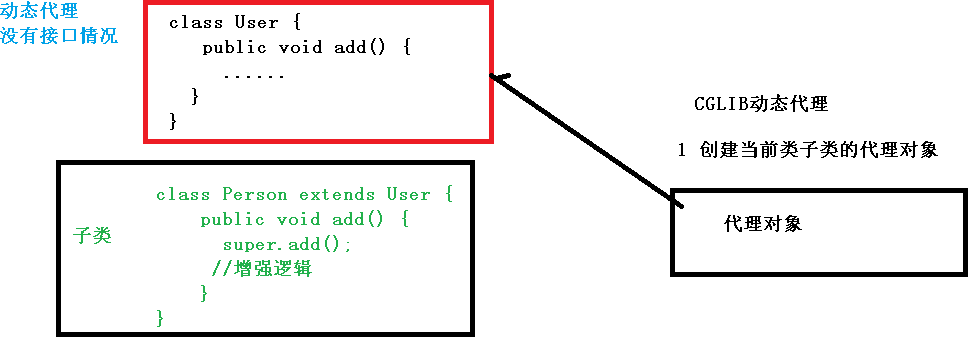 动态代理
没有接口情况
class User {
public void add() {
......
}
}
class Person extends User {
public void add() {
super.add();
//增强逻辑
}
}
子类
CGLIB动态代理
1 创建当前类子类的代理对象
代理对象